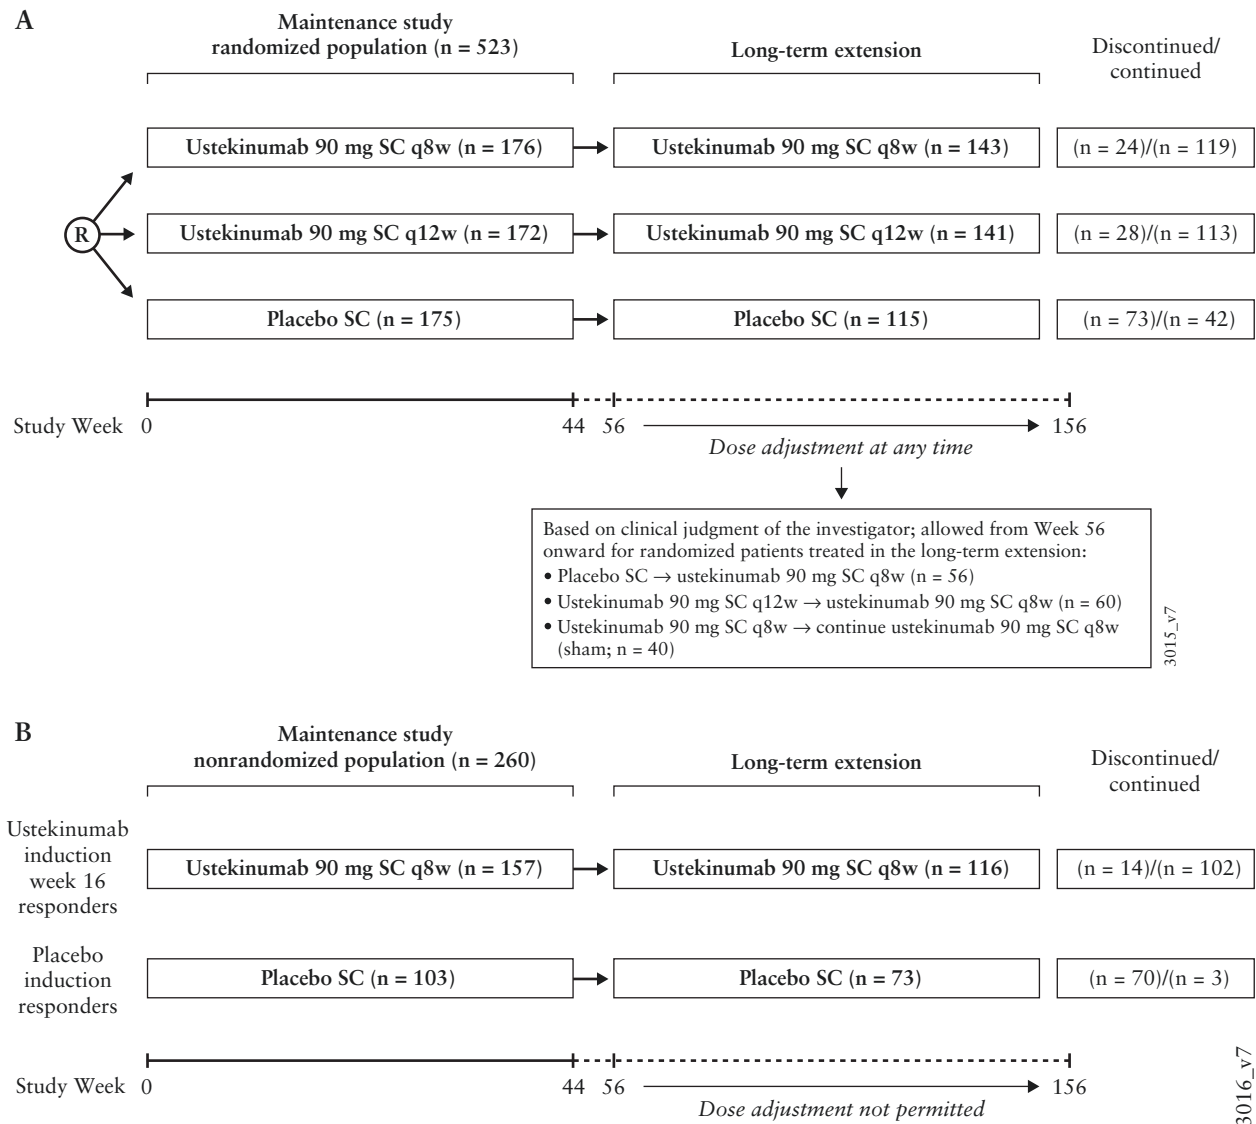 A
Maintenance study
randomized population (n = 523)
Long-term extension
Discontinued/
continued
Ustekinumab 90 mg SC q8w (n = 176)
Ustekinumab 90 mg SC q8w (n = 143)
(n = 24)/(n = 119)
R
Ustekinumab 90 mg SC q12w (n = 172)
Ustekinumab 90 mg SC q12w (n = 141)
(n = 28)/(n = 113)
Placebo SC (n = 175)
Placebo SC (n = 115)
(n = 73)/(n = 42)
Study Week 0 44 56 156
Dose adjustment at any time
Based on clinical judgment of the investigator; allowed from Week 56
onward for randomized patients treated in the long-term extension:
• Placebo SC → ustekinumab 90 mg SC q8w (n = 56)
• Ustekinumab 90 mg SC q12w → ustekinumab 90 mg SC q8w (n = 60)
• Ustekinumab 90 mg SC q8w → continue ustekinumab 90 mg SC q8w
(sham; n = 40)
3015_v7
B
Maintenance study
nonrandomized population (n = 260)
Long-term extension
Discontinued/
continued
Ustekinumab
induction
week 16
responders
Ustekinumab 90 mg SC q8w (n = 157)
Ustekinumab 90 mg SC q8w (n = 116)
(n = 14)/(n = 102)
Placebo
induction
responders
Placebo SC (n = 103)
Placebo SC (n = 73)
(n = 70)/(n = 3)
Study Week 0 44 56 156
Dose adjustment not permitted
3016_v7